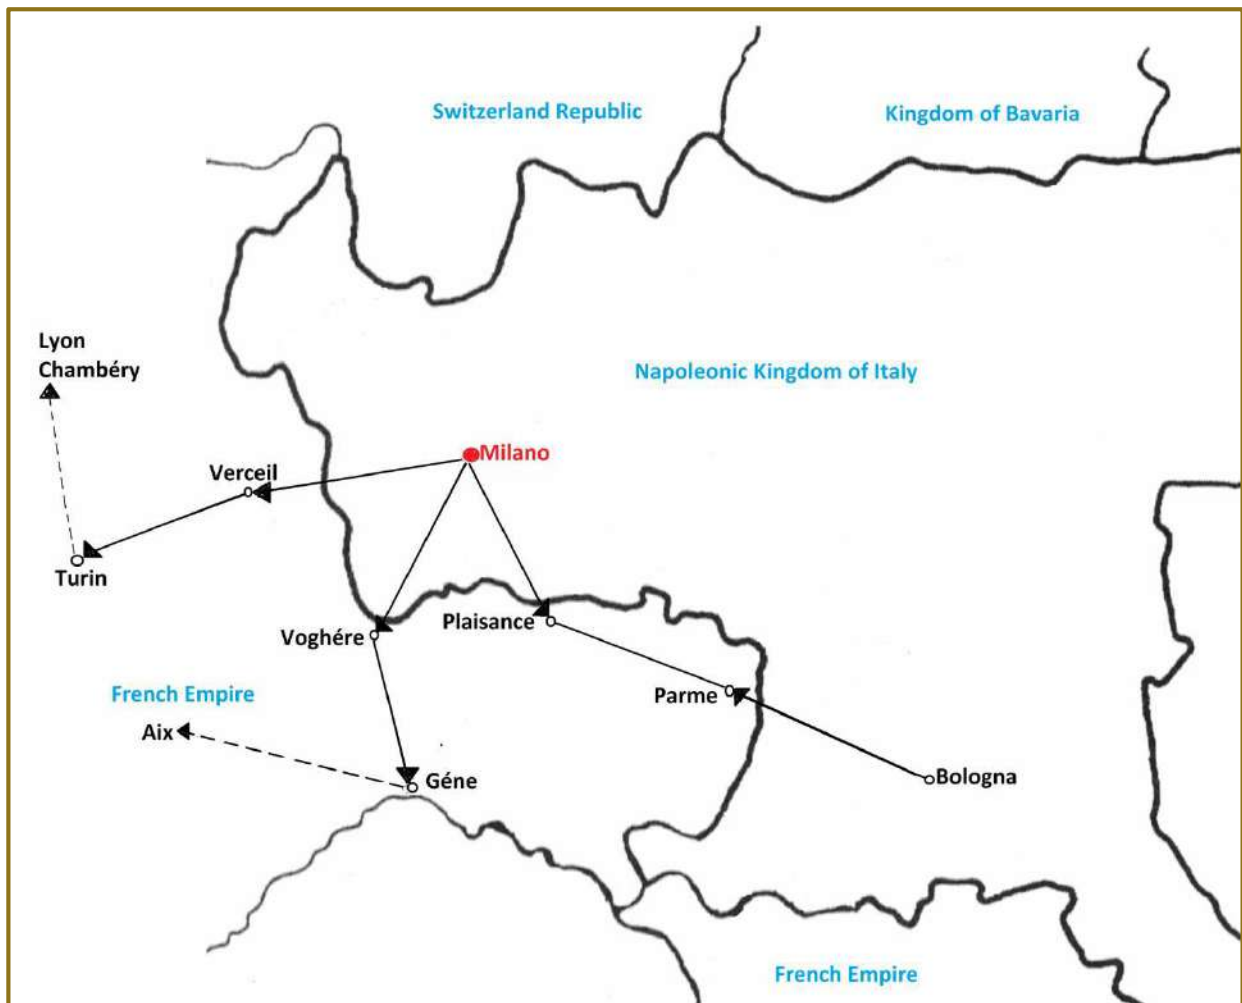 Switzerland Republic
Kingdom of Bavaria
Lyon
Chambéry
Napoleonic Kingdom of Italy
Milano
Verceil
Turin
Plaisance
Voghére
French Empire
Parme
Aix
Géne
Bologna
French Empire